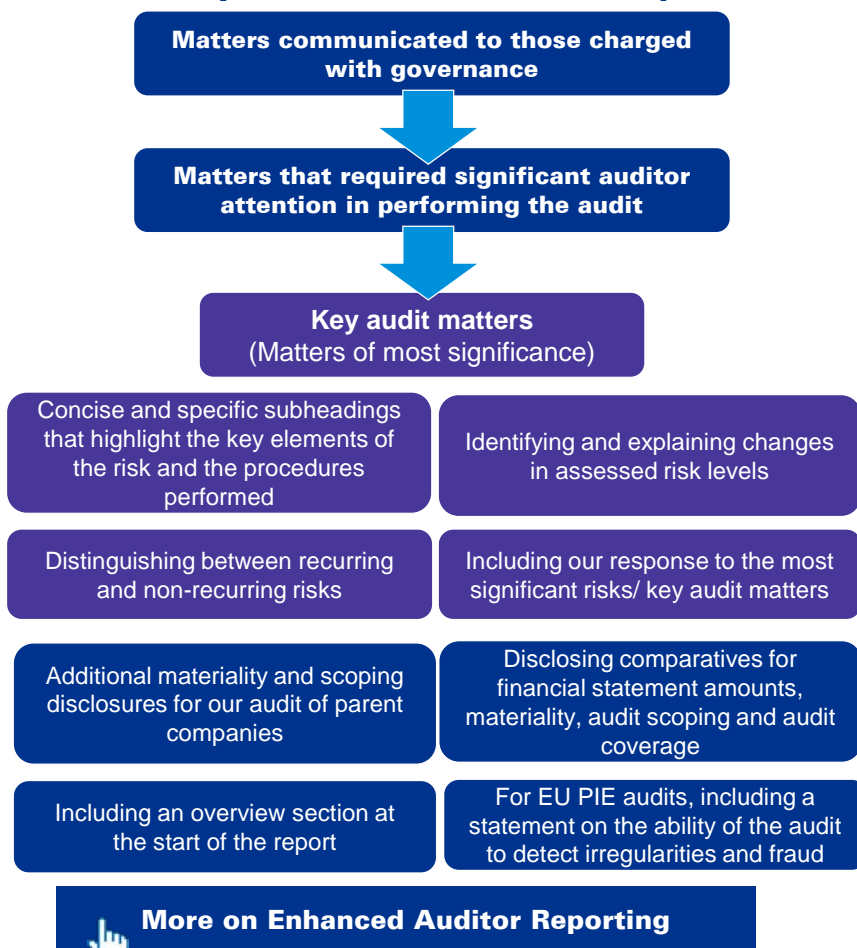 Matters communicated to those charged
with governance
Matters that required significant auditor
attention in performing the audit
Key audit matters
(Matters of most significance)
Concise and specific subheadings
that highlight the key elements of
the risk and the procedures
performed
Identifying and explaining changes
in assessed risk levels
Distinguishing between recurring
and non-recurring risks
Including our response to the most
significant risks/ key audit matters
Additional materiality and scoping
disclosures for our audit of parent
companies
Disclosing comparatives for
financial statement amounts,
materiality, audit scoping and audit
coverage
Including an overview section at
the start of the report
For EU PIE audits, including a
statement on the ability of the audit
to detect irregularities and fraud
More on Enhanced Auditor Reporting